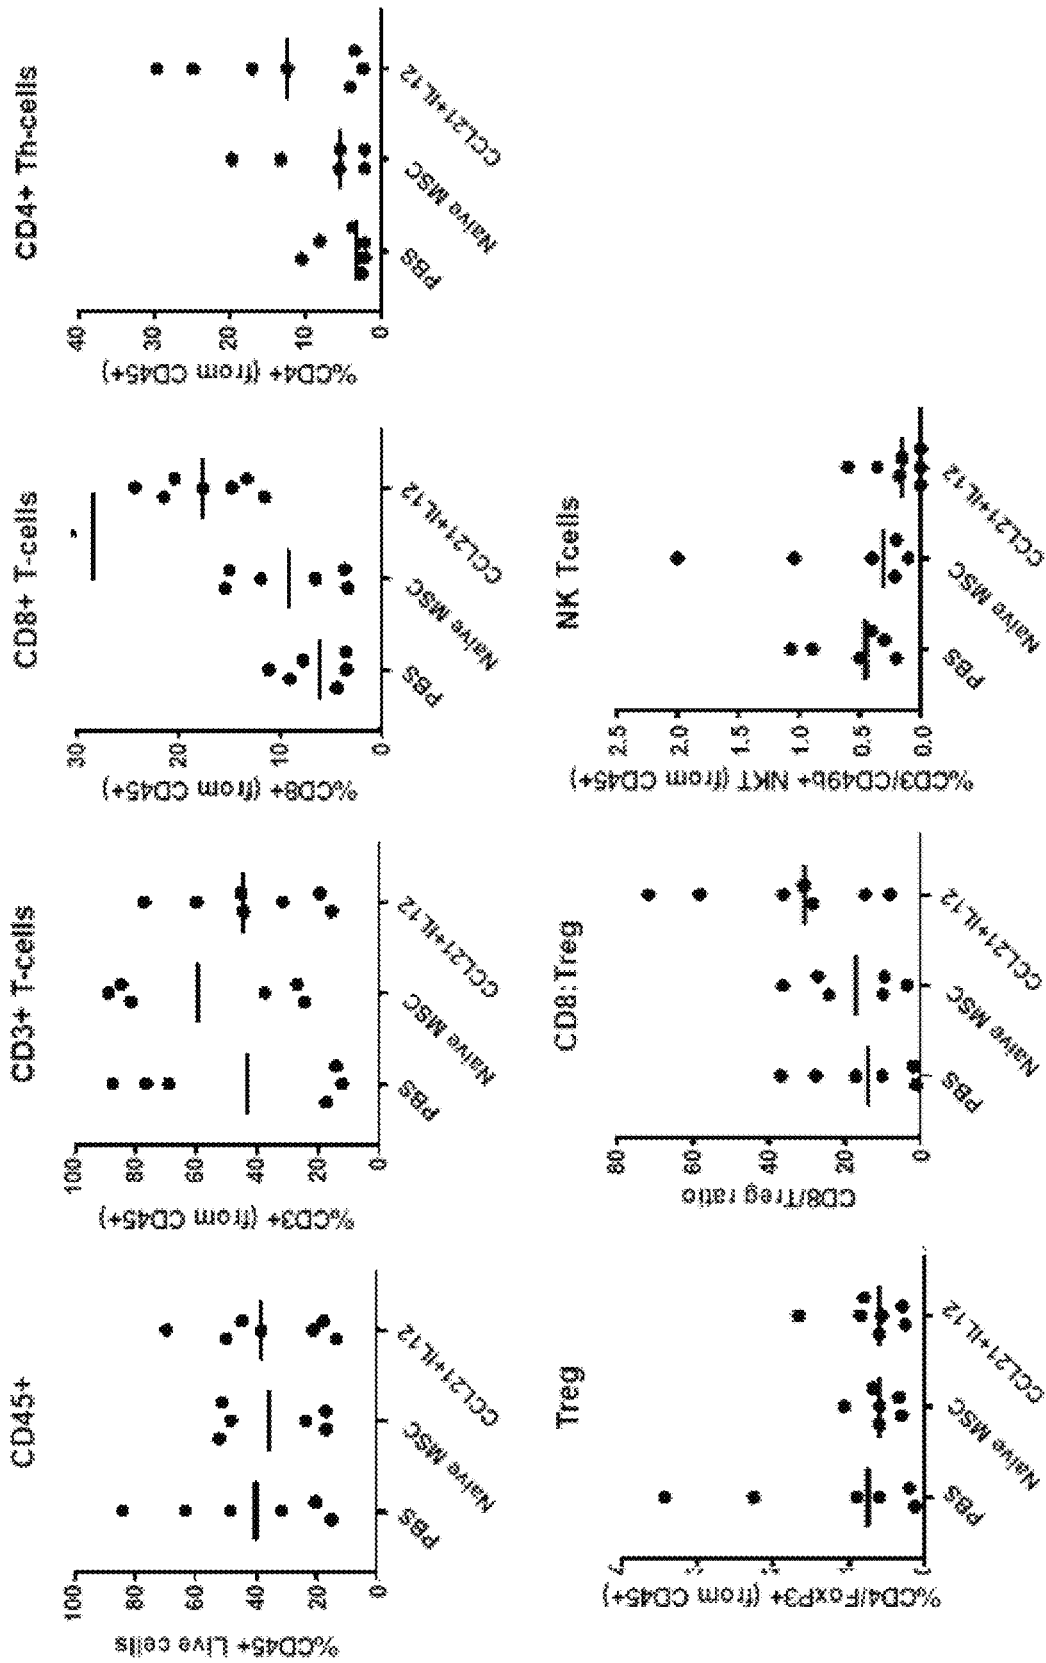 CD45+
%CD45+ Live cells
100
80
60
40
20
0
PBS
Naive MSC
CCL21+IL12
CD3+ T-cells
%CD3+ (from CD45+)
100
80
60
40
20
0
PBS
Naive MSC
CCL21+IL12
CD8+ T-cells
%CD8+ (from CD45+)
30
20
10
0
PBS
Naive MSC
CCL21+IL12
CD4+ Th-cells
%CD4+ (from CD45+)
40
30
20
10
0
PBS
Naive MSC
CCL21+IL12
Treg
%CD4/FoxP3+ (from CD45+)
PBS
Naive MSC
CCL21+IL12
CD8:Treg
CD8/Treg ratio
80
60
40
20
0
PBS
Naive MSC
CCL21+IL12
NK Tcells
%CD3/CD49b+ NKT (from CD45+)
2.5
2.0
1.5
1.0
0.5
0.0
PBS
Naive MSC
CCL21+IL12